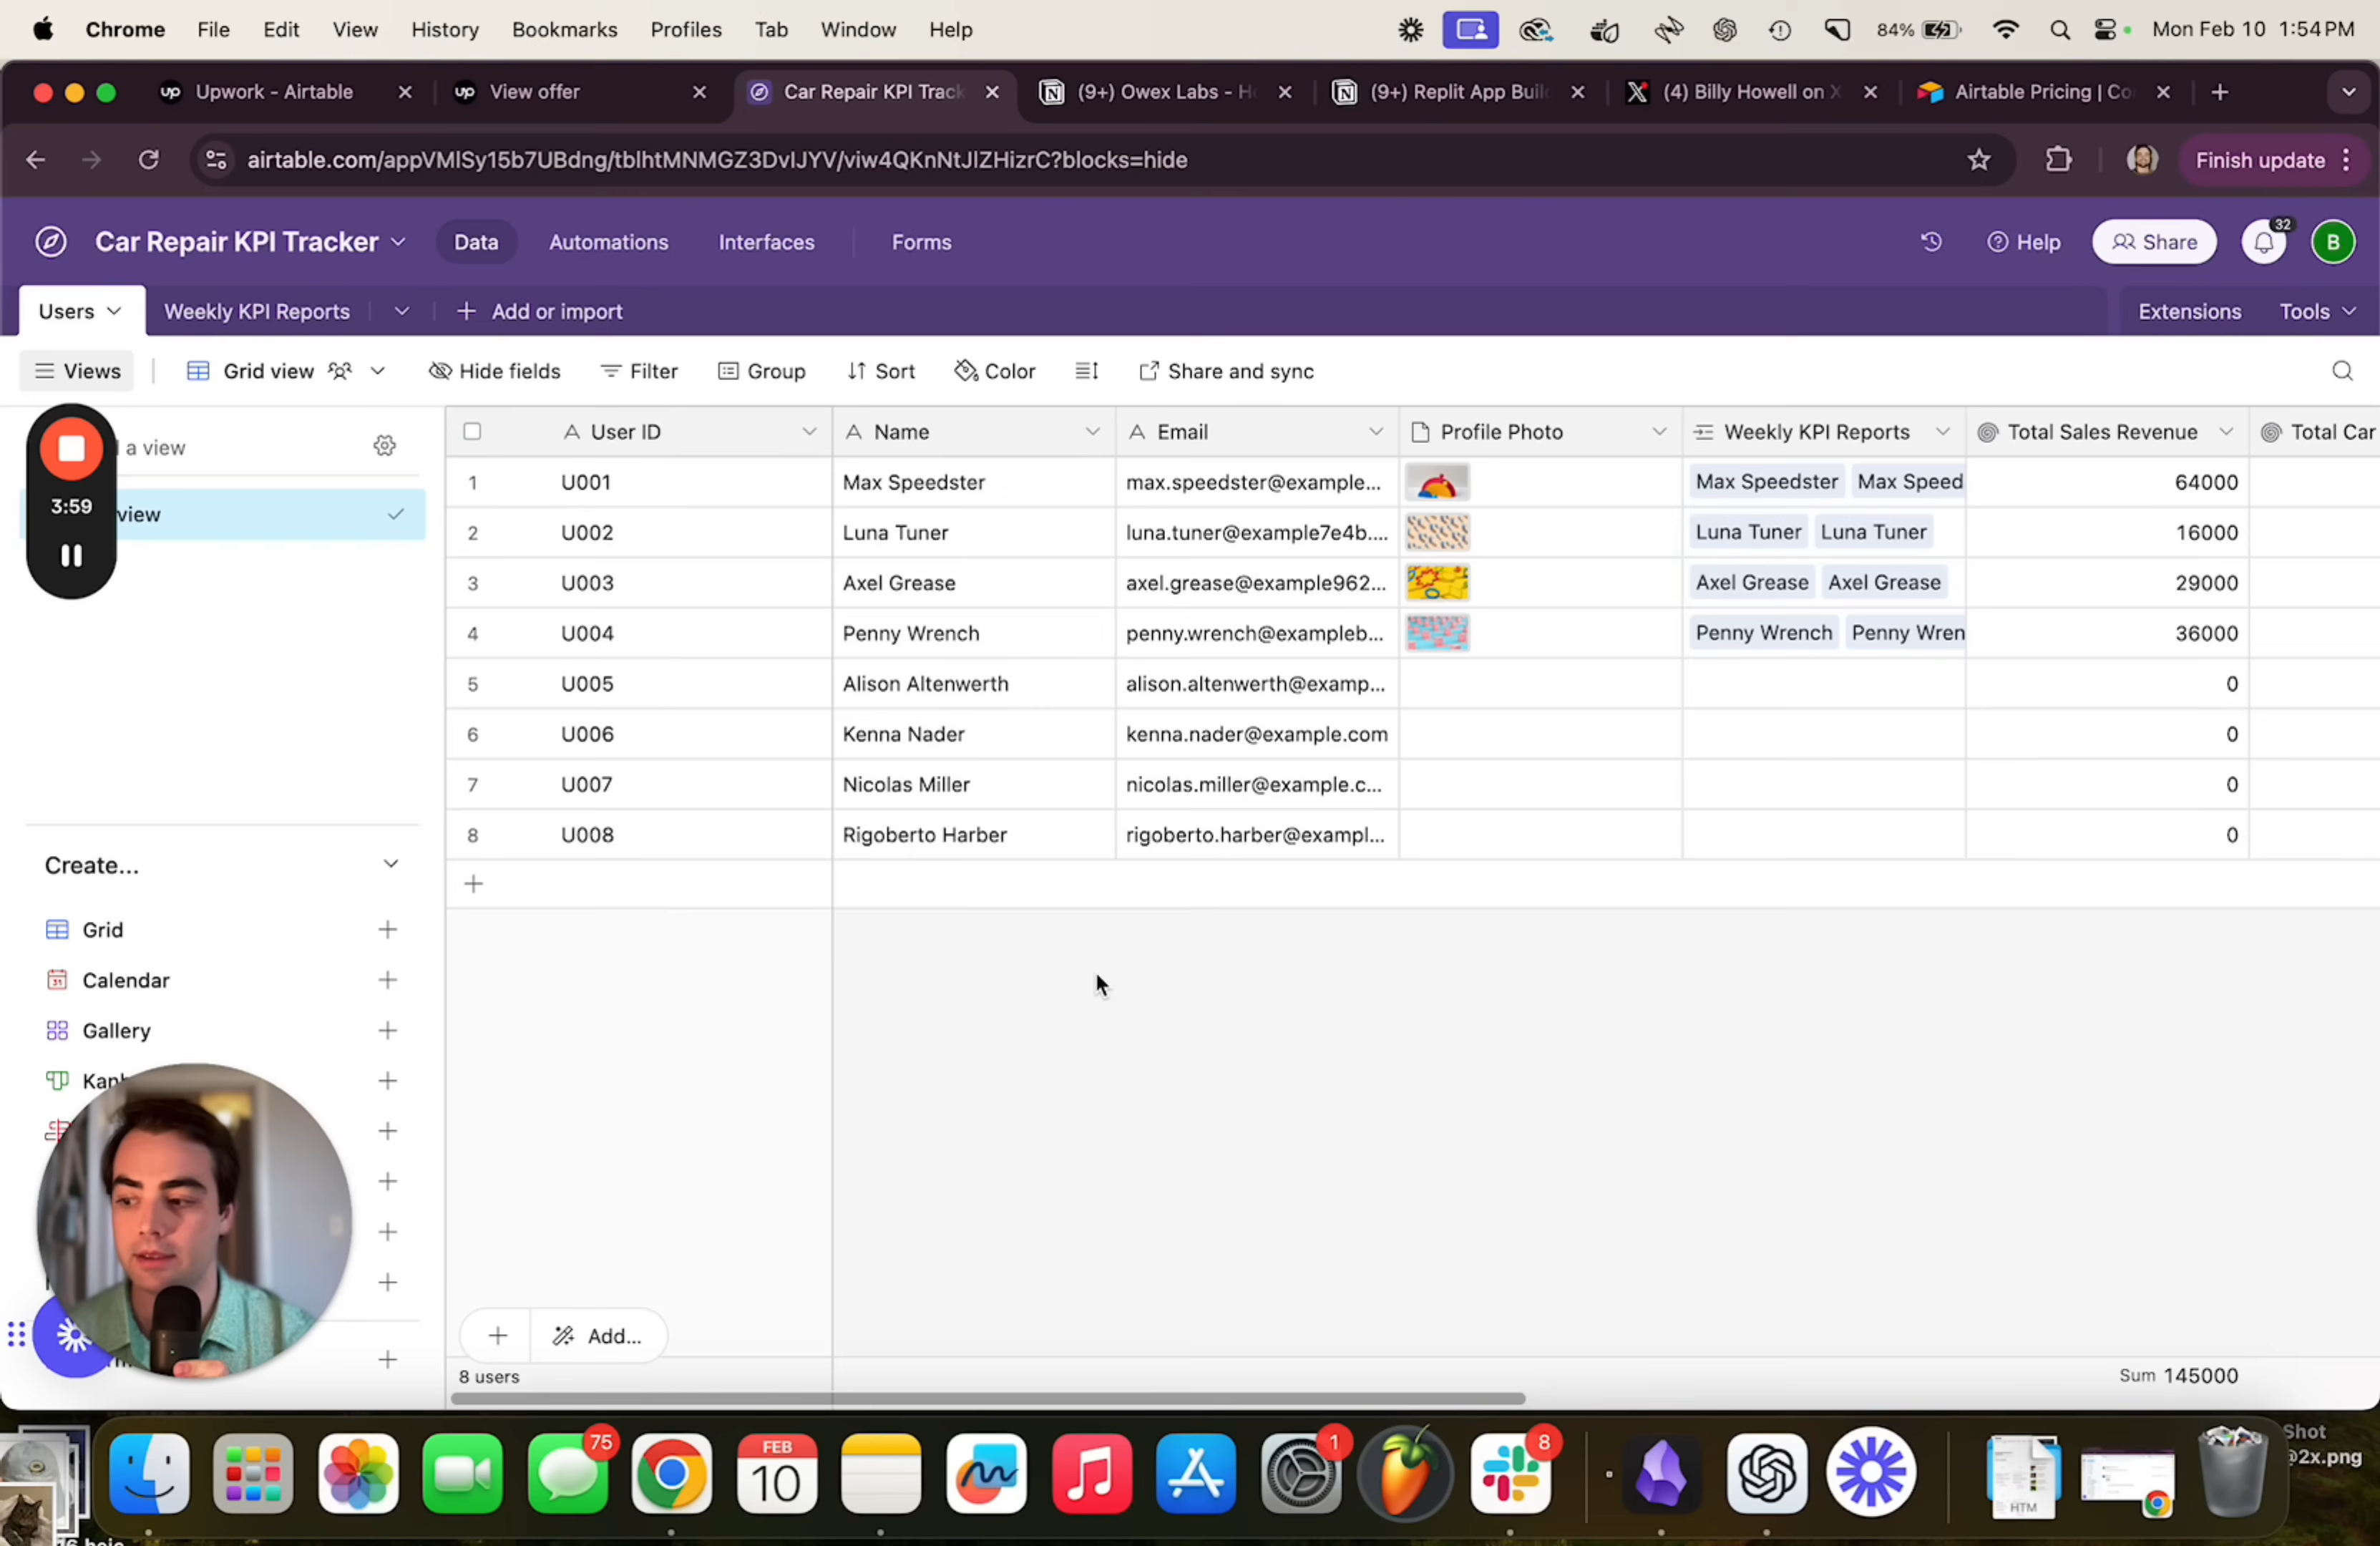 Chrome File Edit View History Bookmarks Profiles Tab Window Help 84% Mon Feb 10 1:54 PM
up Upwork - Airtable up View offer Car Repair KPI Track (9+) Owex Labs - H (9+) Replit App Buil (4) Billy Howell on X Airtable Pricing | Co
airtable.com/appVMISy15b7UBdng/tblhtMNMGZ3DvIJYV/viw4QKnNtJIZHizrC?blocks=hide Finish update
Car Repair KPI Tracker Data Automations Interfaces Forms Help Share 32 B
Users Weekly KPI Reports Add or import Extensions Tools
Views Grid view Hide fields Filter Group Sort Color Share and sync
a view
3:59
view
Create...
Grid
Calendar
Gallery
User ID Name Email Profile Photo Weekly KPI Reports Total Sales Revenue Total Car
1 U001 Max Speedster max.speedster@example... Max Speedster Max Speed 64000
2 U002 Luna Tuner luna.tuner@example7e4b.... Luna Tuner Luna Tuner 16000
3 U003 Axel Grease axel.grease@example962... Axel Grease Axel Grease 29000
4 U004 Penny Wrench penny.wrench@exampleb... Penny Wrench Penny Wren 36000
5 U005 Alison Altenwerth alison.altenwerth@examp... 0
6 U006 Kenna Nader kenna.nader@example.com 0
7 U007 Nicolas Miller nicolas.miller@example.c... 0
8 U008 Rigoberto Harber rigoberto.harber@exampl... 0
Add...
8 users Sum 145000
75 FEB 10 1 8 HTM
Shot
@2x.png